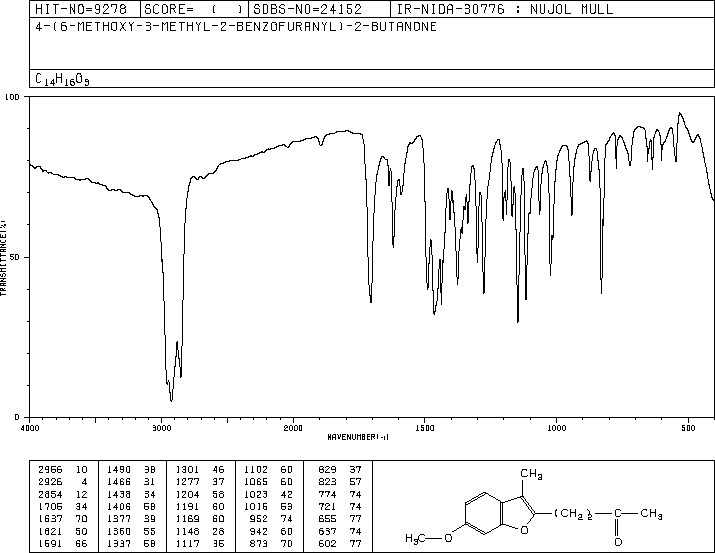 HIT-NO=9278 SCORE= ( ) SDBS-NO=24152 IR-NIDA-30776 : NUJOL MULL
4-(6-METHOXY-3-METHYL-2-BENZOFURANYL)-2-BUTANONE
C14H16O3
100
50
0
TRANSMITTANCE(%)
4000 3000 2000 1500 1000 500
WAVENUMBER(-1)
2956 10 1490 38 1301 46 1102 60 829 37
2926 4 1466 31 1277 37 1065 60 823 57
2854 12 1438 34 1204 58 1023 42 774 74
1705 34 1406 58 1191 60 1016 53 721 74
1637 70 1377 39 1169 60 952 74 655 77
1621 50 1360 55 1148 28 942 60 637 74
1591 66 1337 58 1117 35 873 70 602 77
CH3
(CH2)2
CH3
O
O
H3C
O